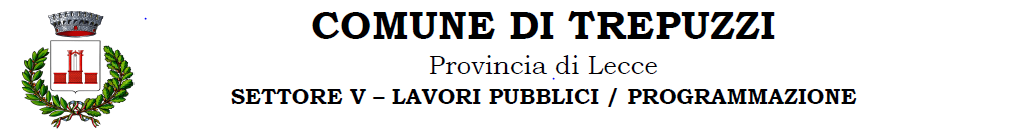 COMUNE DI TREPUZZI
Provincia di Lecce
SETTORE V – LAVORI PUBBLICI / PROGRAMMAZIONE